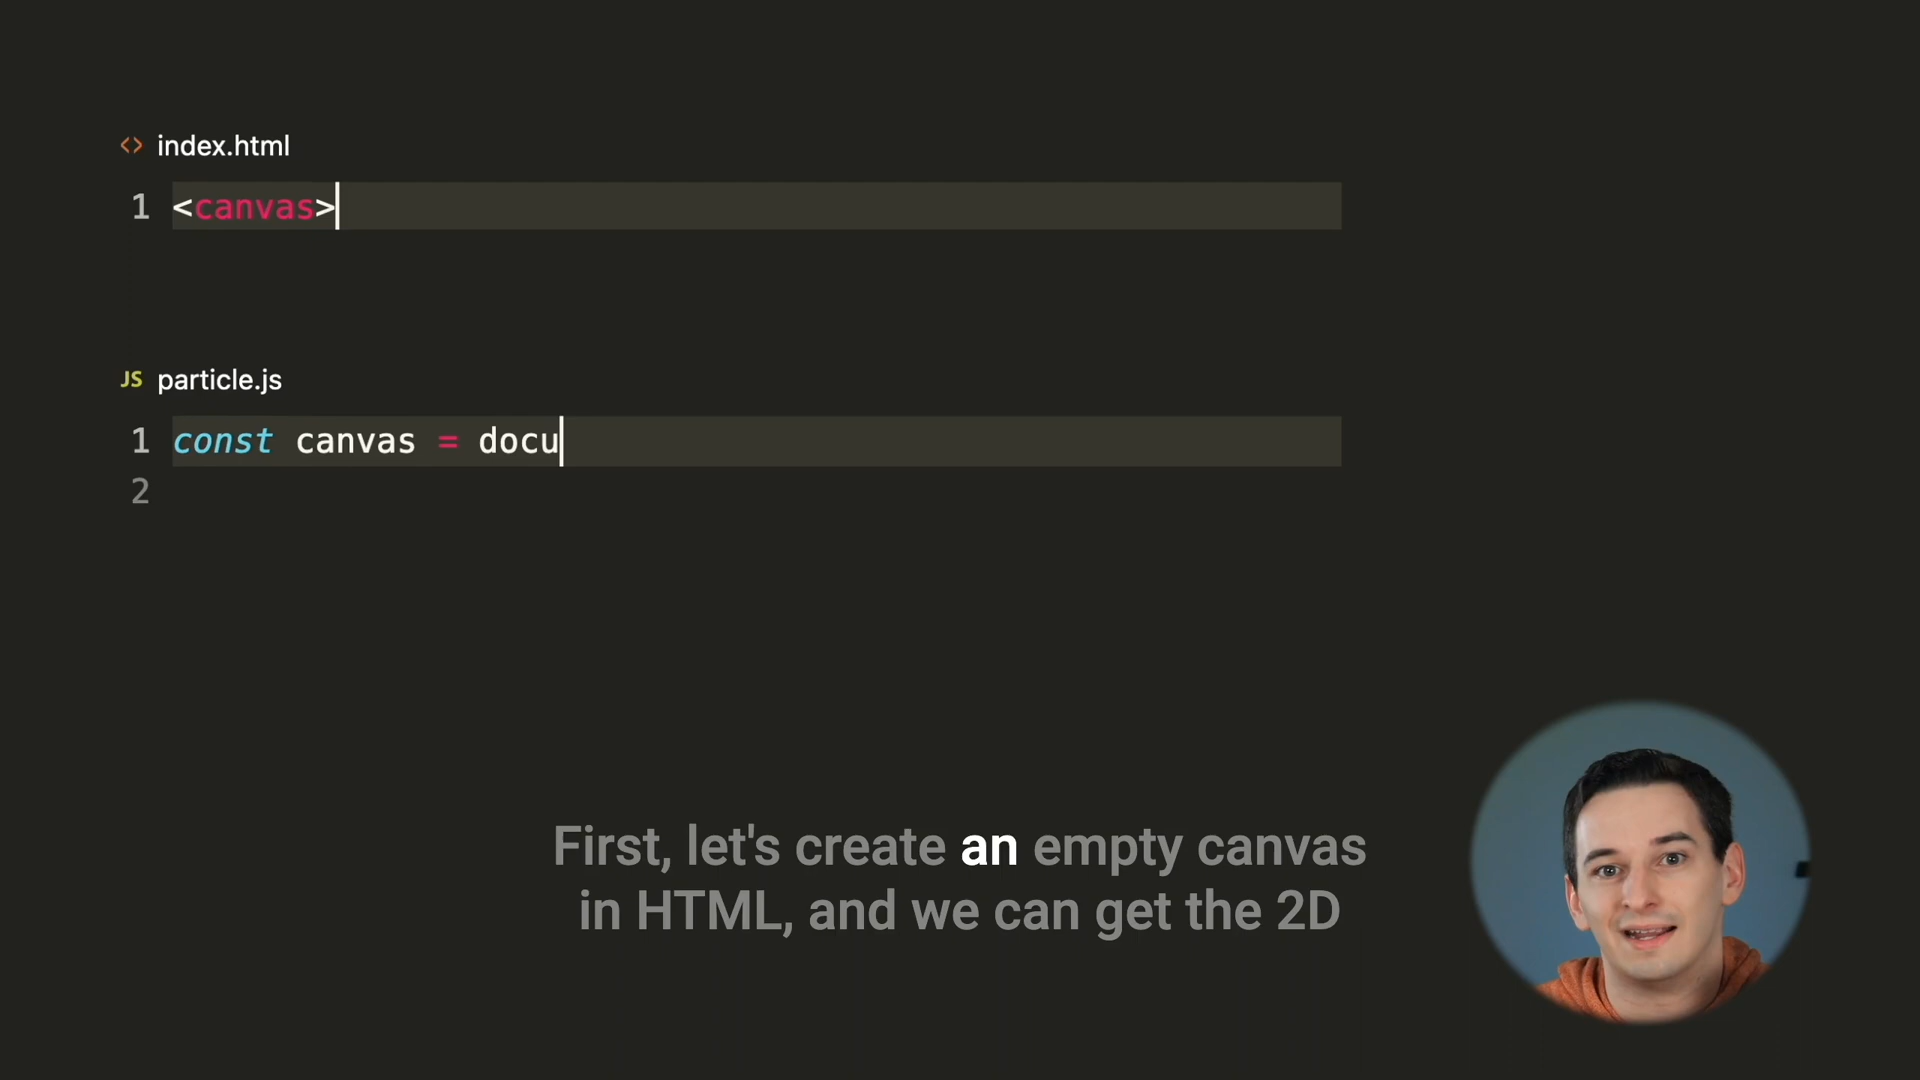 <> index.html
1 <canvas>
JS particle.js
1 const canvas = docu
2
First, let's create an empty canvas
in HTML, and we can get the 2D